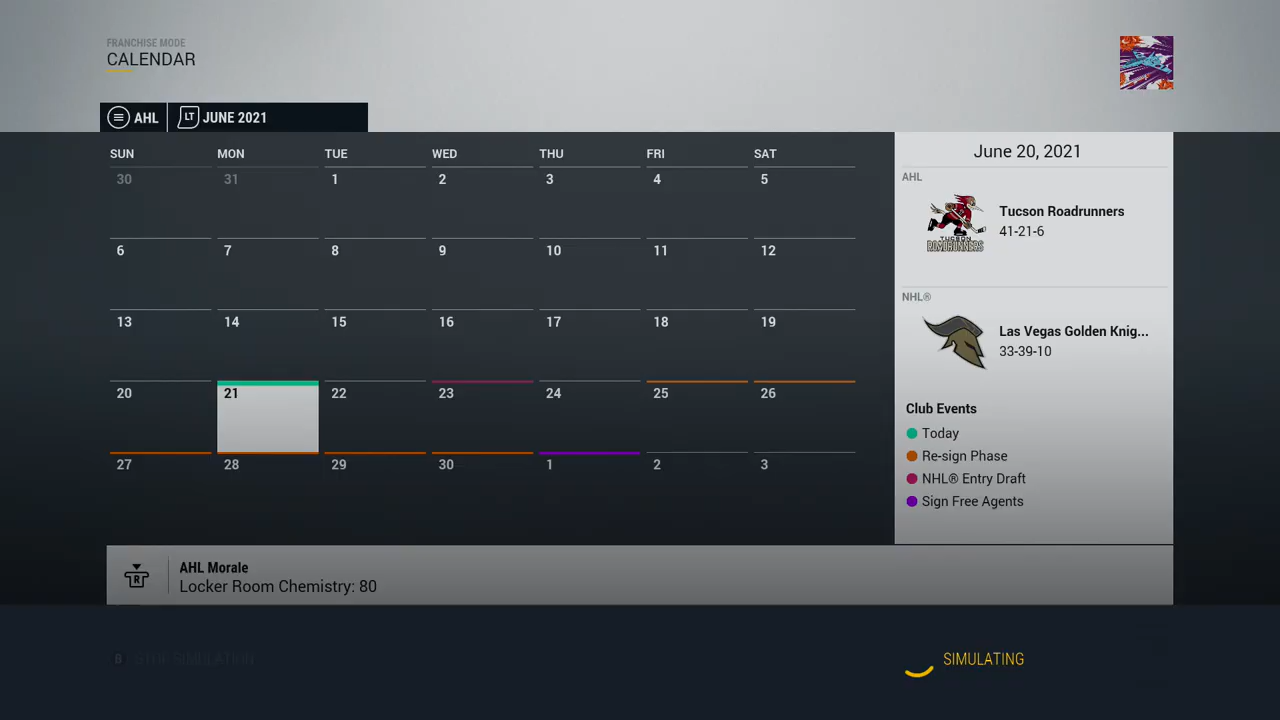 FRANCHISE MODE
CALENDAR
AHL LT JUNE 2021
SUN MON TUE WED THU FRI SAT
30 31 1 2 3 4 5
6 7 8 9 10 11 12
13 14 15 16 17 18 19
20 21 22 23 24 25 26
27 28 29 30 1 2 3
June 20, 2021
AHL
TUCSON
ROADRUNNERS
Tucson Roadrunners
41-21-6
NHL®
Las Vegas Golden Knig...
33-39-10
Club Events
Today
Re-sign Phase
NHL® Entry Draft
Sign Free Agents
R
AHL Morale
Locker Room Chemistry: 80
B STOP SIMULATION
SIMULATING